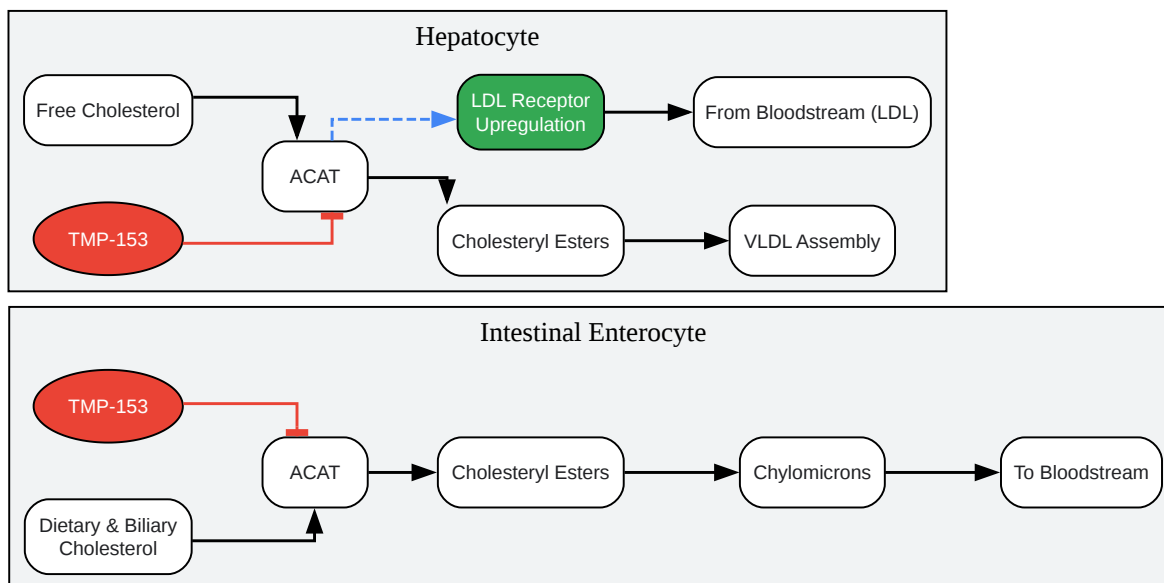 Hepatocyte
Free Cholesterol
LDL Receptor
Upregulation
From Bloodstream (LDL)
ACAT
TMP-153
Cholesteryl Esters
VLDL Assembly
Intestinal Enterocyte
TMP-153
ACAT
Cholesteryl Esters
Chylomicrons
To Bloodstream
Dietary & Biliary
Cholesterol